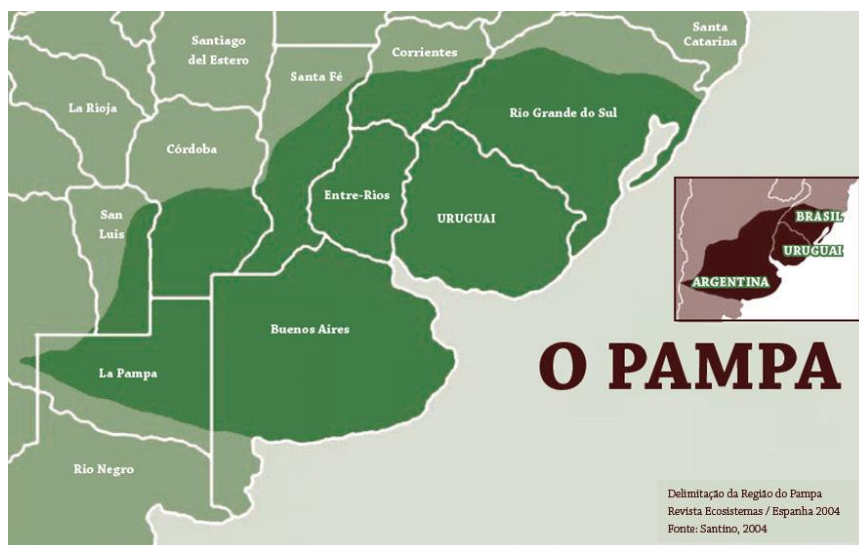 Santa
Catarina
Santiago
del Estero
Corrientes
Santa Fé
La Rioja
Rio Grande do Sul
Córdoba
Entre-Rios
San
Luis
URUGUAI
BRASIL
URUGUAI
ARGENTINA
Buenos Aires
O PAMPA
La Pampa
Rio Negro
Delimitação da Região do Pampa
Revista Ecosistemas / Espanha 2004
Fonte: Santino, 2004